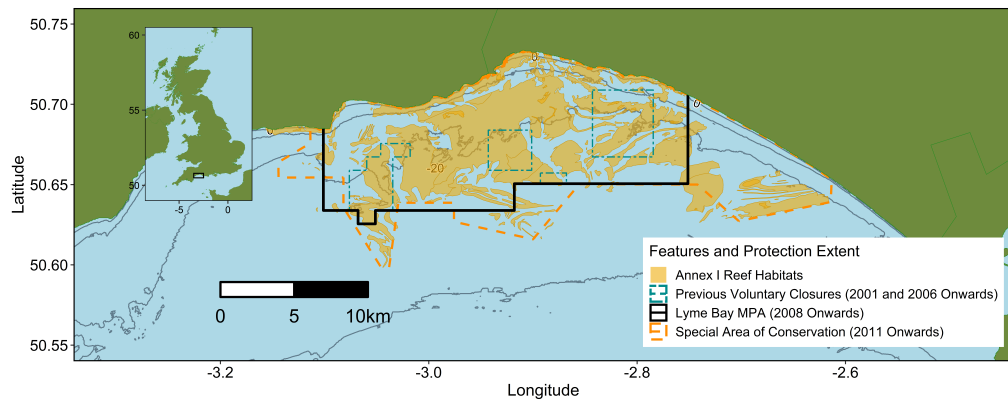 50.75
50.70
50.65
50.60
50.55
Latitude
60
55
50
-5
0
0
0
0
-20
0
5
10km
Features and Protection Extent
Annex I Reef Habitats
Previous Voluntary Closures (2001 and 2006 Onwards)
Lyme Bay MPA (2008 Onwards)
Special Area of Conservation (2011 Onwards)
-3.2
-3.0
-2.8
-2.6
Longitude